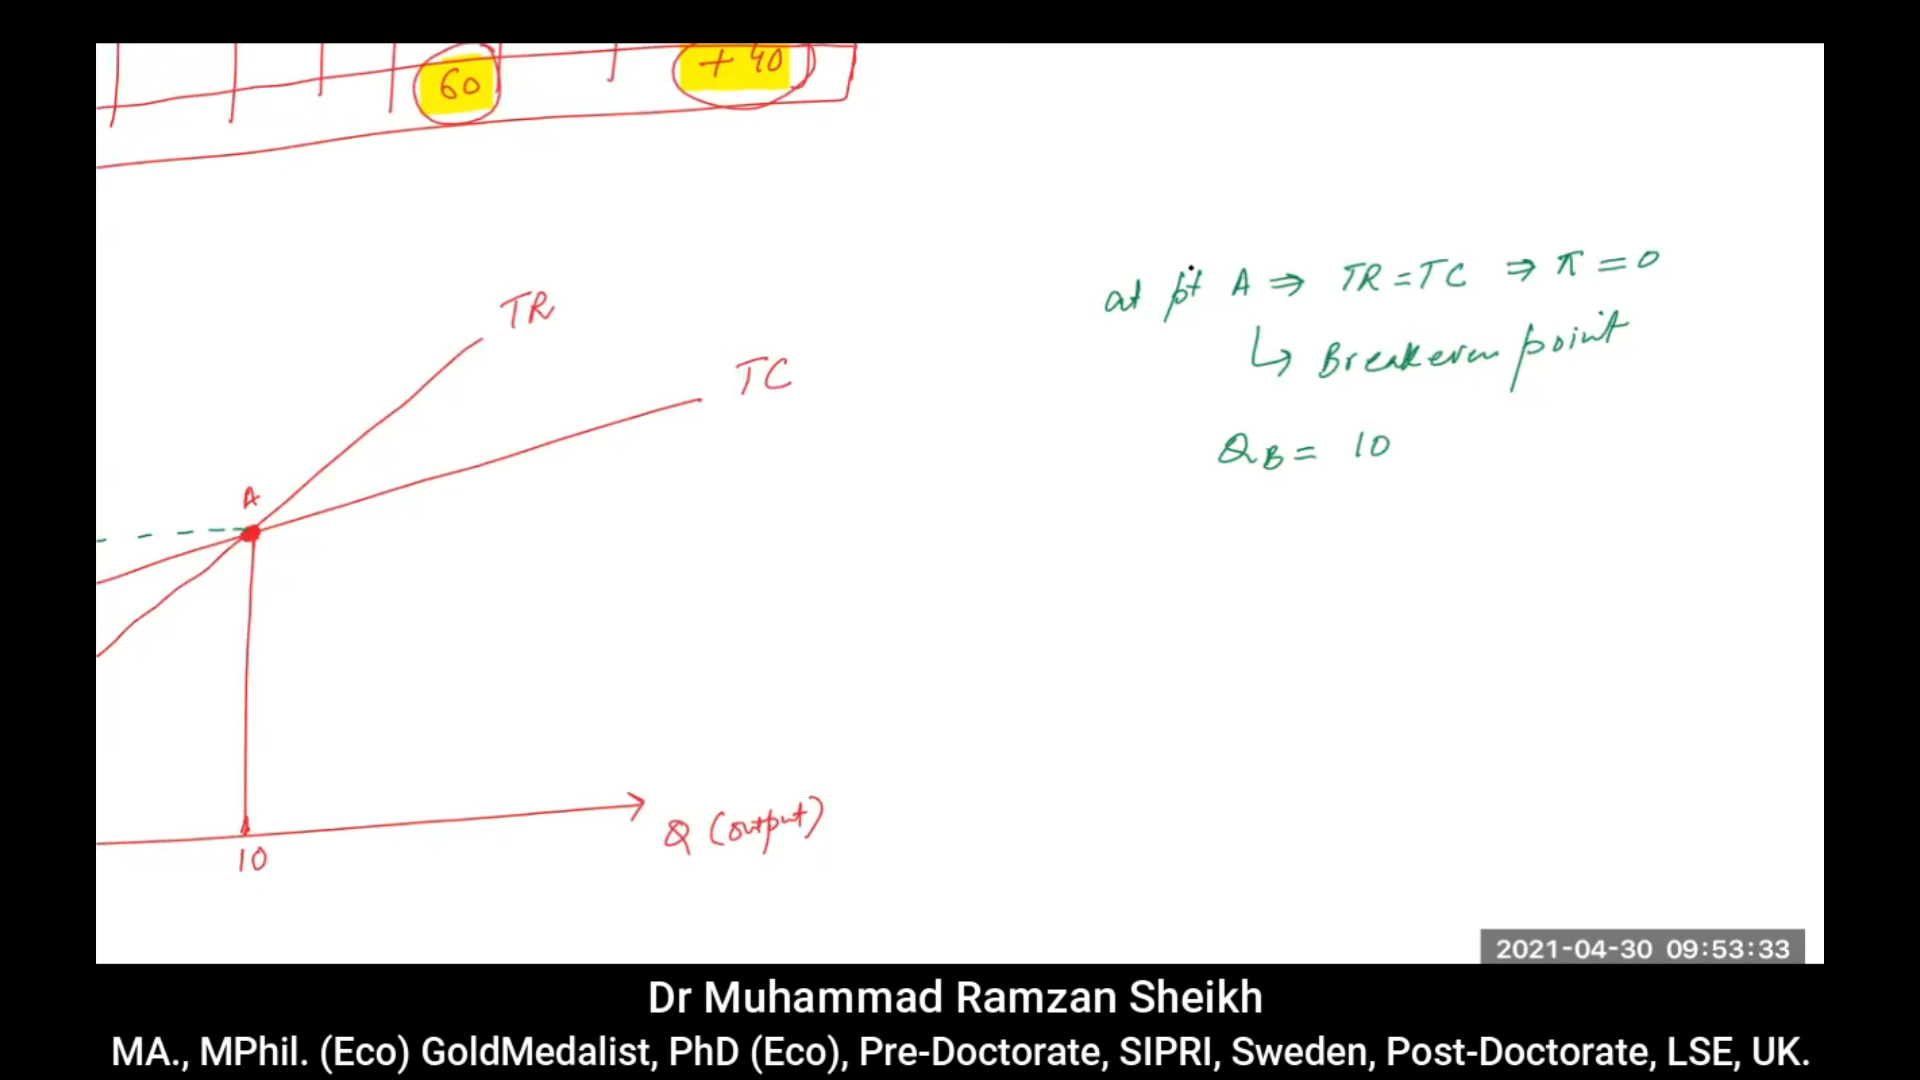 60
+ 40
TR
TC
A
10
Q (output)
at pt A ⇒ TR = TC ⇒ π = 0
↳ Breakeven point
QB = 10
2021-04-30 09:53:33
Dr Muhammad Ramzan Sheikh
MA., MPhil. (Eco) GoldMedalist, PhD (Eco), Pre-Doctorate, SIPRI, Sweden, Post-Doctorate, LSE, UK.